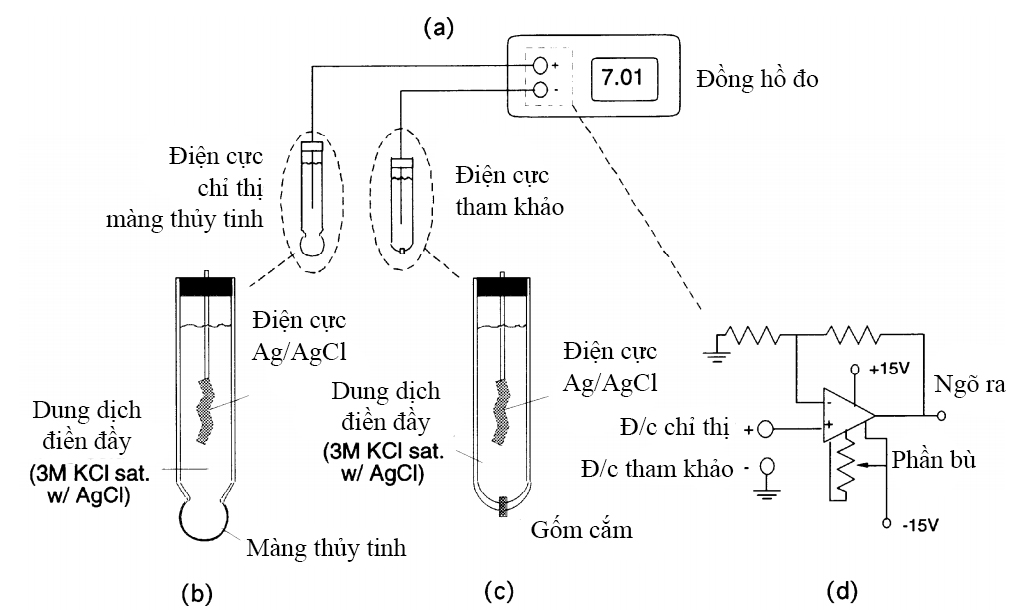 (a)
+
-
7.01
Đồng hồ đo
Điện cực
chỉ thị
màng thủy tinh
Điện cực
tham khảo
Điện cực
Ag/AgCl
Dung dịch
điền đầy
(3M KCl sat.
w/ AgCl)
Màng thủy tinh
(b)
Điện cực
Ag/AgCl
Dung dịch
điền đầy
(3M KCl sat.
w/ AgCl)
Gốm cắm
(c)
+15V
Ngõ ra
-
+
Đ/c chỉ thị +
Đ/c tham khảo -
Phần bù
-15V
(d)